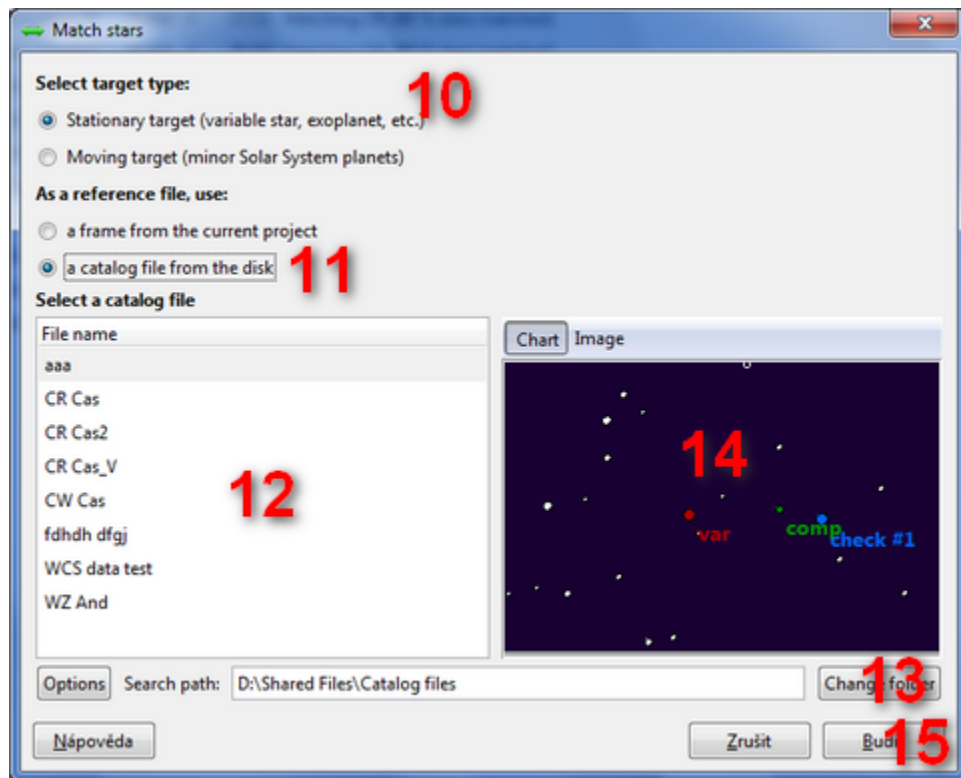 Match stars
Select target type:
10
Stationary target (variable star, exoplanet, etc.)
Moving target (minor Solar System planets)
As a reference file, use:
a frame from the current project
a catalog file from the disk
11
Select a catalog file
File name
Chart Image
aaa
CR Cas
CR Cas2
CR Cas_V
CW Cas
fdhdh dfgj
WCS data test
WZ And
12
14
var
comp
check #1
Options Search path: D:\Shared Files\Catalog files Change folder
13
Nápověda Zrušit
15